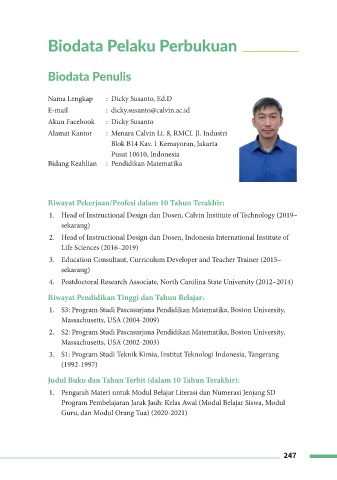 Biodata Pelaku Perbukuan
Biodata Penulis
Nama Lengkap : Dicky Susanto, Ed.D
E-mail : dicky.susanto@calvin.ac.id
Akun Facebook : Dicky Susanto
Alamat Kantor : Menara Calvin Lt. 8, RMCI. Jl. Industri
Blok B14 Kav. 1 Kemayoran, Jakarta
Pusat 10610, Indonesia
Bidang Keahlian : Pendidikan Matematika
Riwayat Pekerjaan/Profesi dalam 10 Tahun Terakhir:
1. Head of Instructional Design dan Dosen, Calvin Institute of Technology (2019–
sekarang)
2. Head of Instructional Design dan Dosen, Indonesia International Institute of
Life Sciences (2016–2019)
3. Education Consultant, Curriculum Developer and Teacher Trainer (2015–
sekarang)
4. Postdoctoral Research Associate, North Carolina State University (2012–2014)
Riwayat Pendidikan Tinggi dan Tahun Belajar:
1. S3: Program Studi Pascasarjana Pendidikan Matematika, Boston University,
Massachusetts, USA (2004-2009)
2. S2: Program Studi Pascasarjana Pendidikan Matematika, Boston University,
Massachusetts, USA (2002-2003)
3. S1: Program Studi Teknik Kimia, Institut Teknologi Indonesia, Tangerang
(1992-1997)
Judul Buku dan Tahun Terbit (dalam 10 Tahun Terakhir):
1. Pengarah Materi untuk Modul Belajar Literasi dan Numerasi Jenjang SD
Program Pembelajaran Jarak Jauh: Kelas Awal (Modul Belajar Siswa, Modul
Guru, dan Modul Orang Tua) (2020-2021)
247